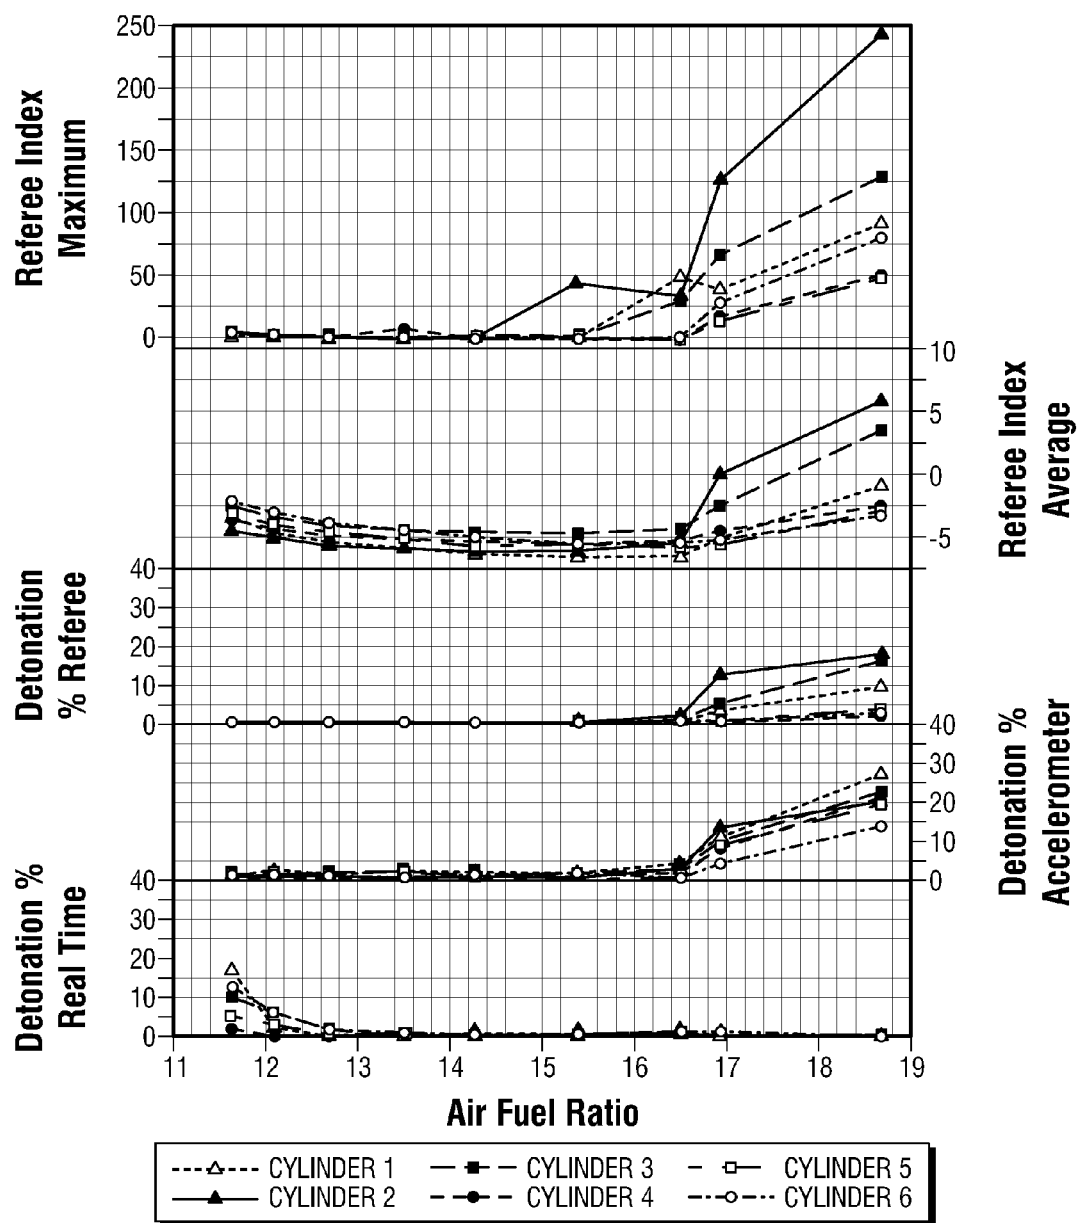 250
200
150
100
50
0
Referee Index
Maximum
10
5
0
-5
Referee Index
Average
40
30
20
10
0
Detonation
% Referee
40
30
20
10
0
Detonation %
Accelerometer
40
30
20
10
0
Detonation %
Real Time
11 12 13 14 15 16 17 18 19
Air Fuel Ratio
CYLINDER 1 CYLINDER 3 CYLINDER 5
CYLINDER 2 CYLINDER 4 CYLINDER 6